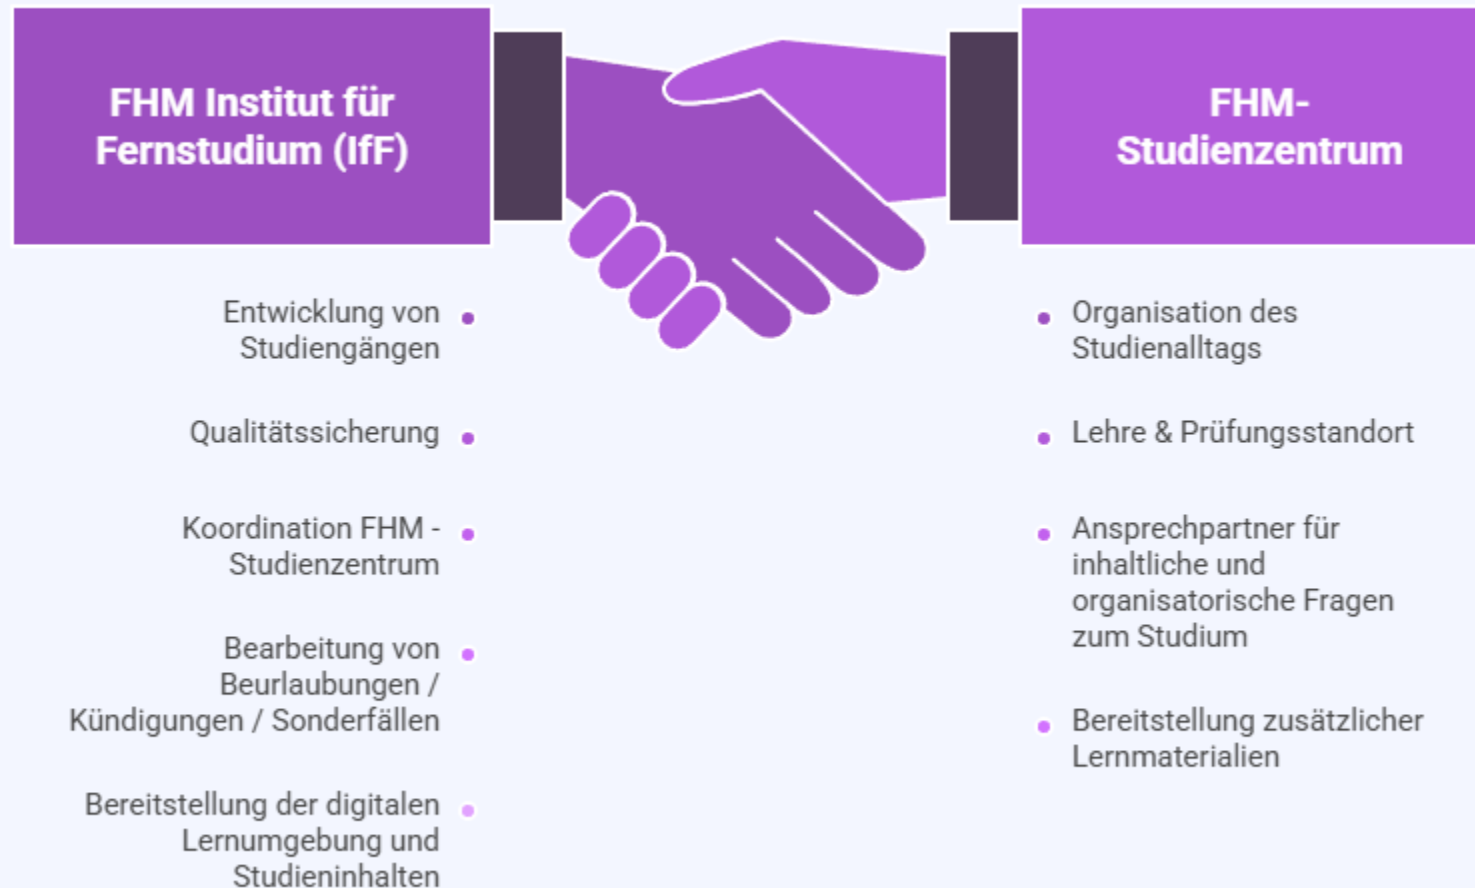 FHM Institut für
Fernstudium (IfF)
Entwicklung von
Studiengängen
Qualitätssicherung
Koordination FHM -
Studienzentrum
Bearbeitung von
Beurlaubungen /
Kündigungen / Sonderfällen
Bereitstellung der digitalen
Lernumgebung und
Studieninhalten
FHM-
Studienzentrum
Organisation des
Studienalltags
Lehre & Prüfungsstandort
Ansprechpartner für
inhaltliche und
organisatorische Fragen
zum Studium
Bereitstellung zusätzlicher
Lernmaterialien